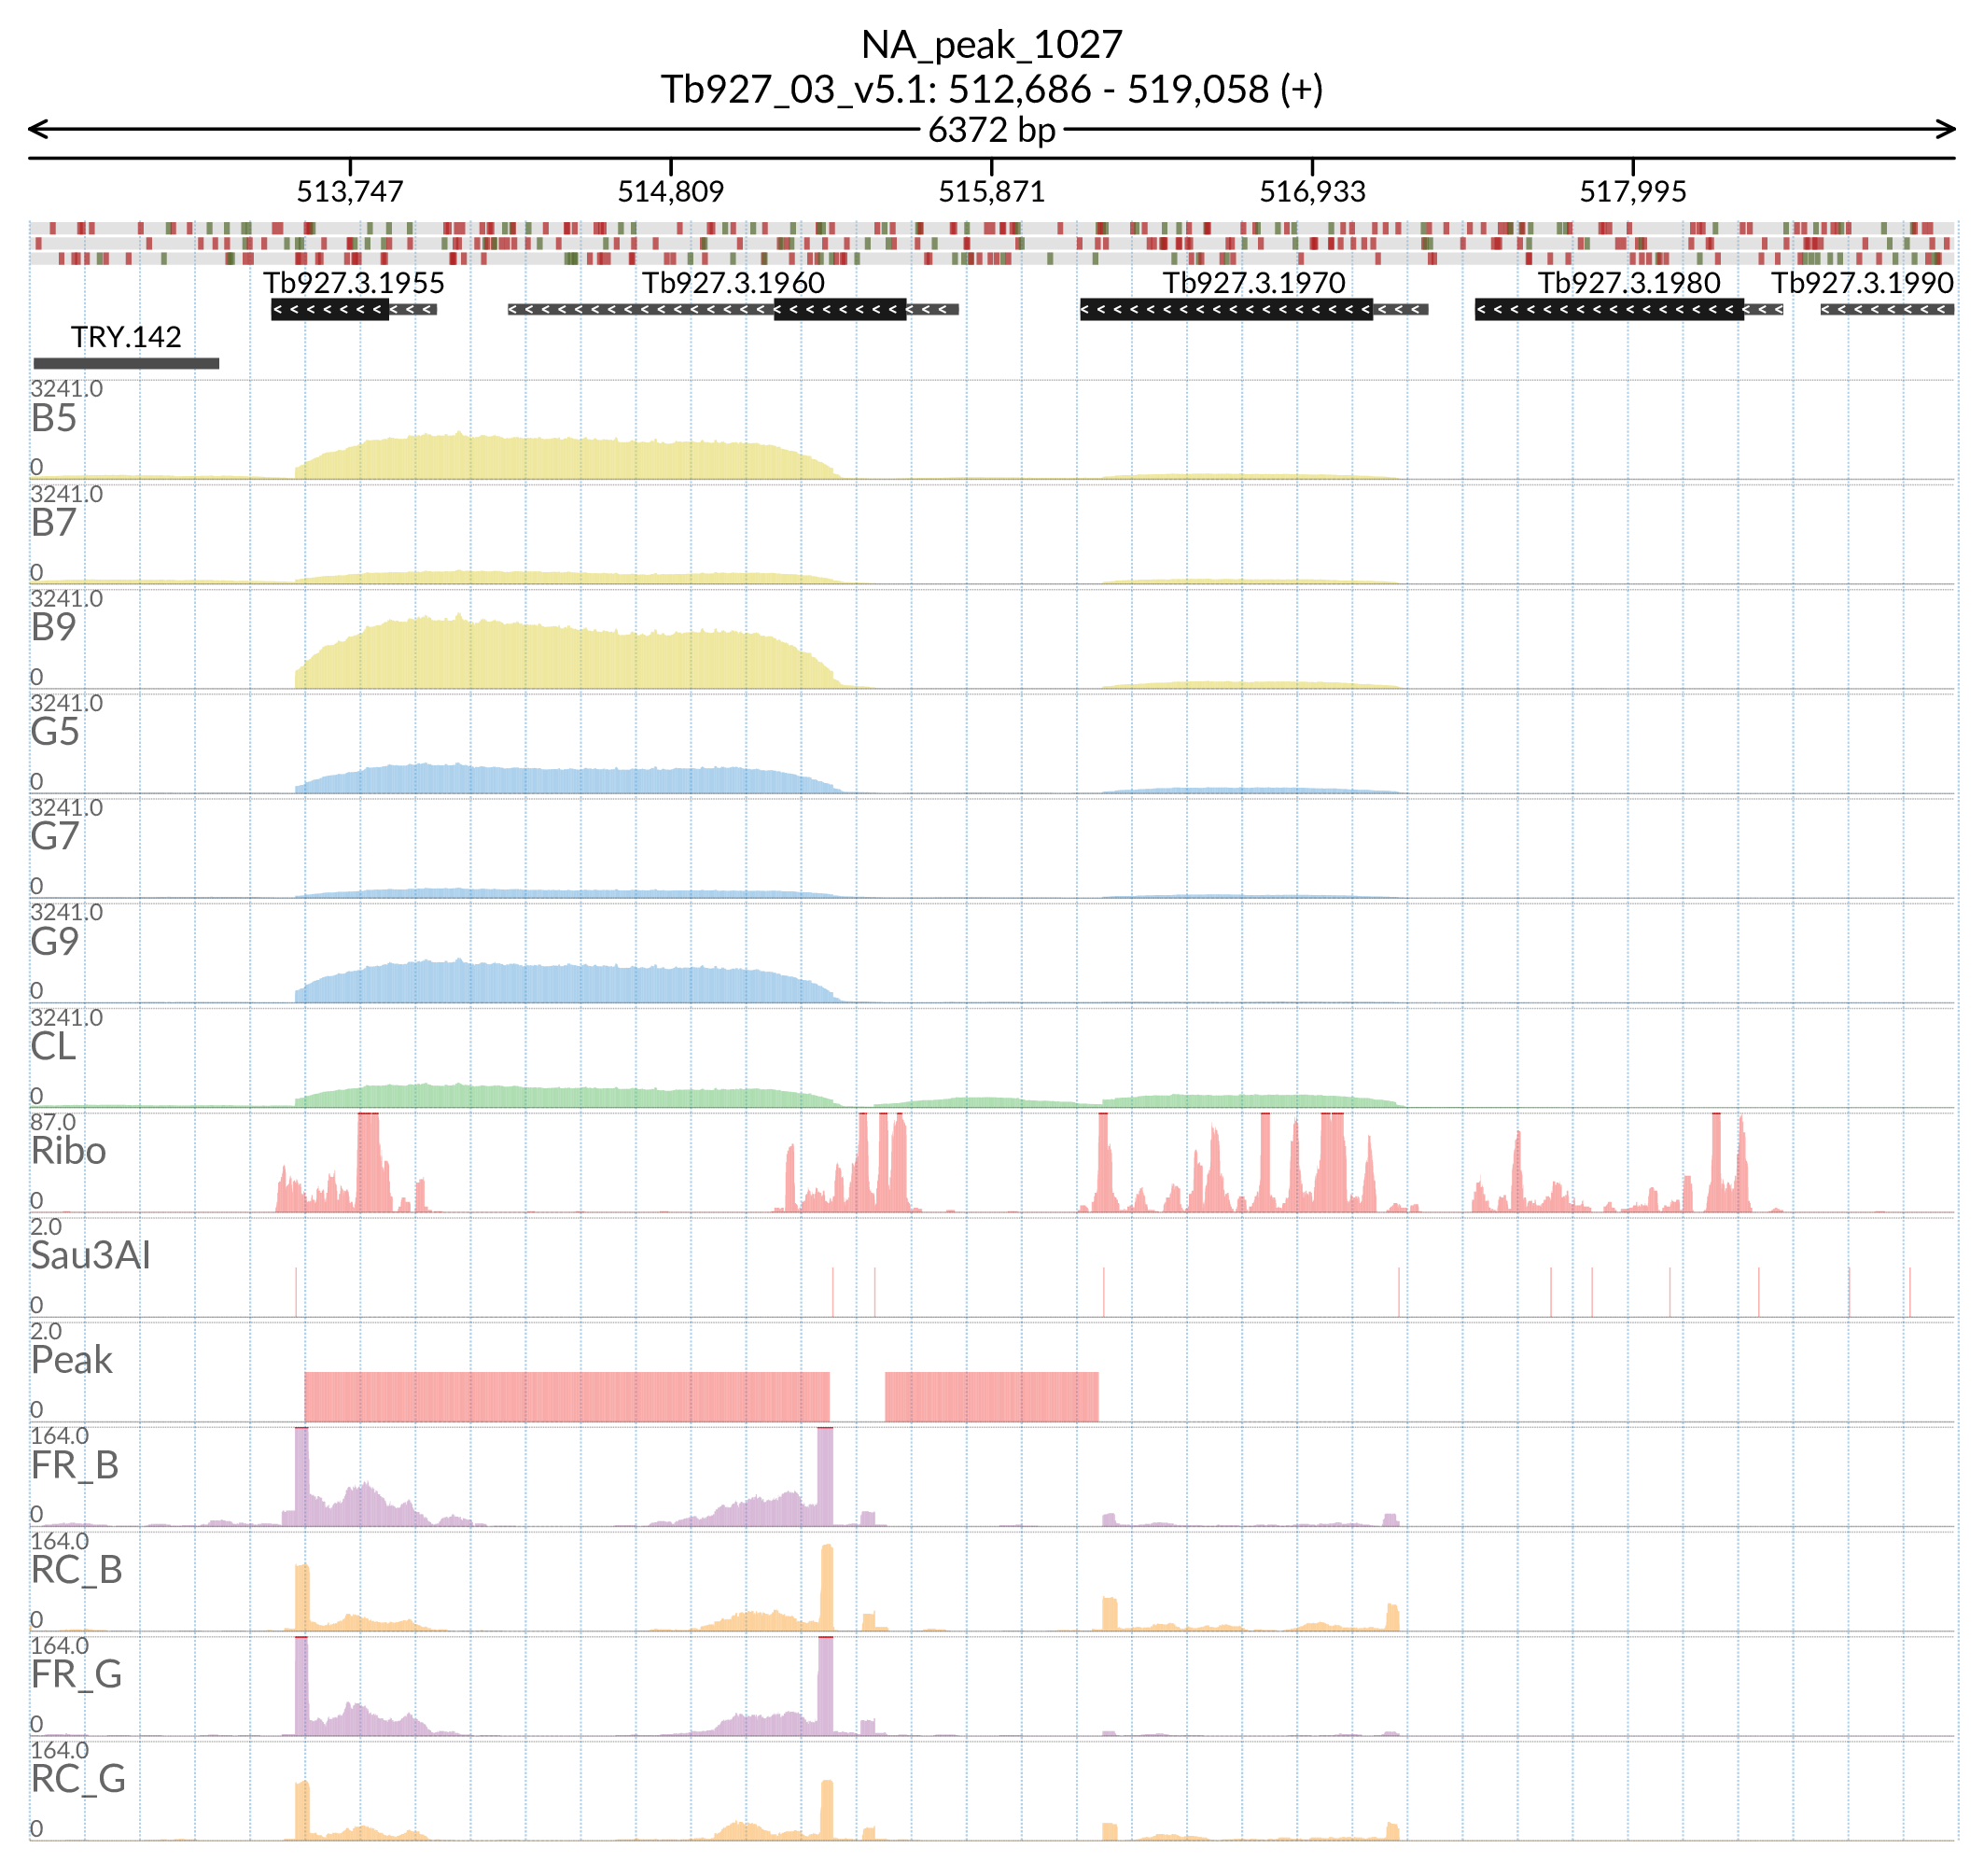 NA_peak_1027
Tb927_03_v5.1: 512,686 - 519,058 (+)
6372 bp
513,747 514,809 515,871 516,933 517,995
Tb927.3.1955 Tb927.3.1960 Tb927.3.1970 Tb927.3.1980 Tb927.3.1990
TRY.142
3241.0
B5
0
3241.0
B7
0
3241.0
B9
0
3241.0
G5
0
3241.0
G7
0
3241.0
G9
0
3241.0
CL
0
87.0
Ribo
0
2.0
Sau3AI
0
2.0
Peak
0
164.0
FR_B
0
164.0
RC_B
0
164.0
FR_G
0
164.0
RC_G
0